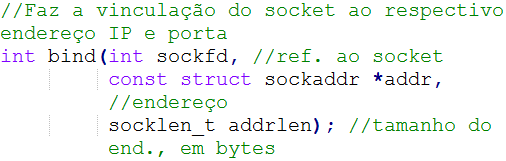 //Faz a vinculação do socket ao respectivo
endereço IP e porta
int bind(int sockfd, //ref. ao socket
const struct sockaddr *addr,
//endereço
socklen_t addrlen); //tamanho do
end., em bytes